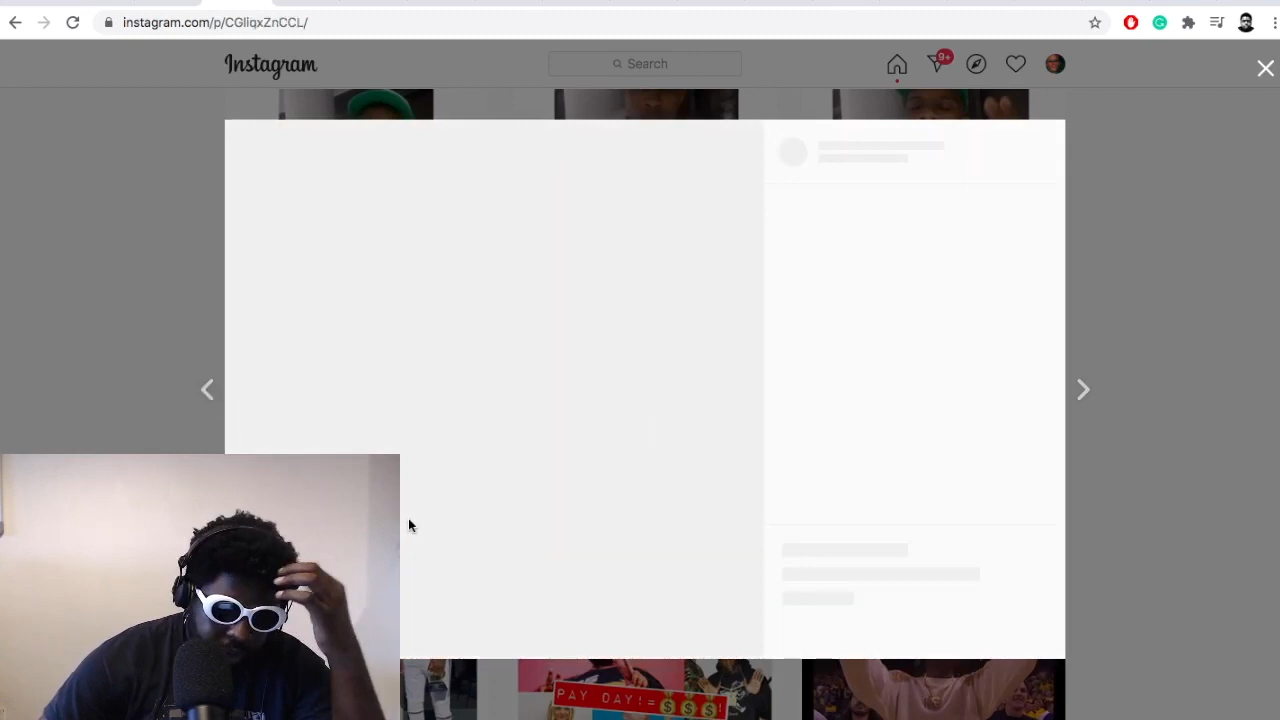 instagram.com/p/CGliqxZnCCL/
Instagram
Search
9+
PAY DAY!=💰💰💰!